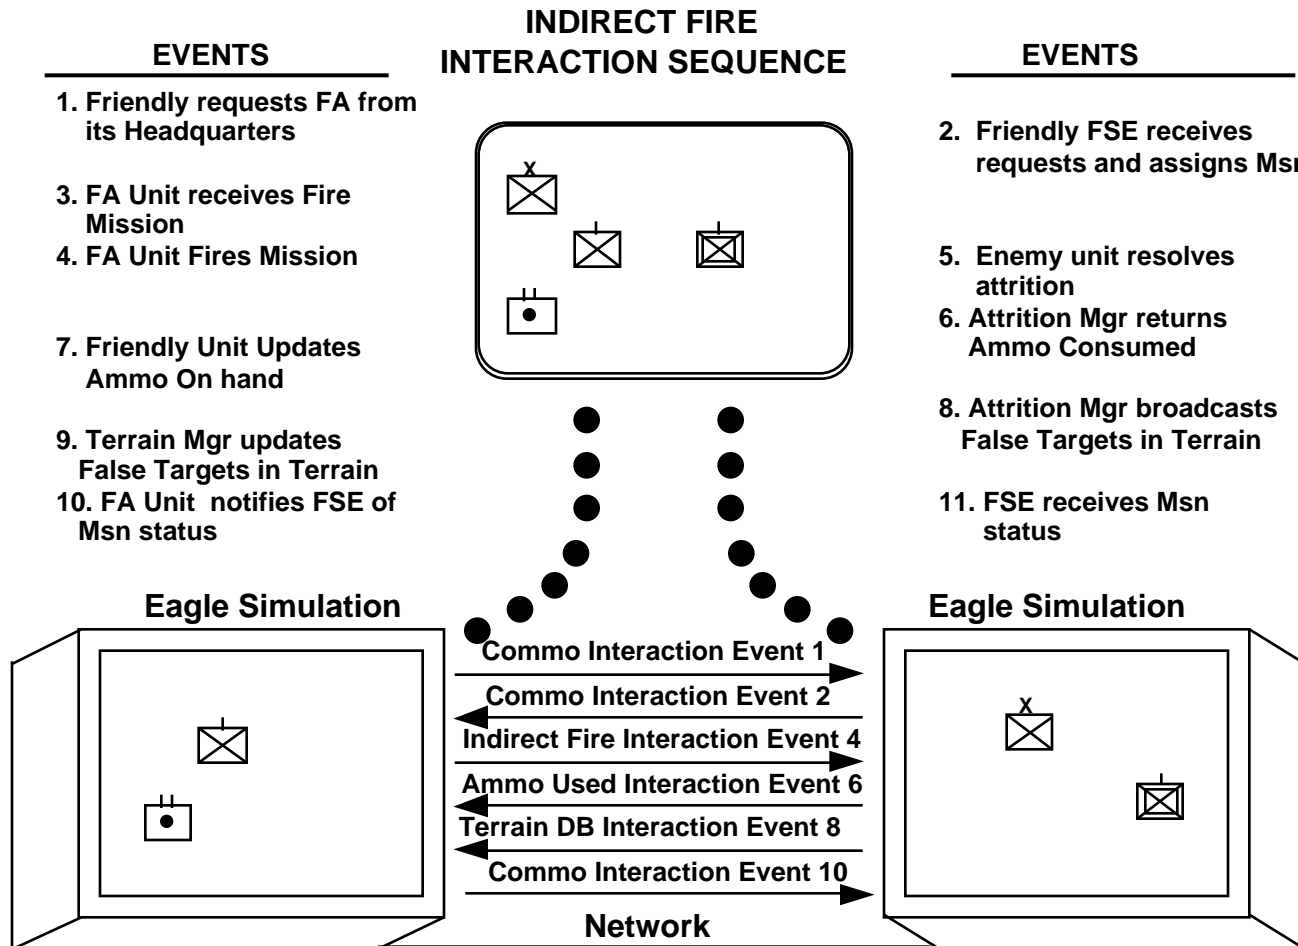 INDIRECT FIRE
INTERACTION SEQUENCE
EVENTS
1. Friendly requests FA from
its Headquarters
3. FA Unit receives Fire
Mission
4. FA Unit Fires Mission
7. Friendly Unit Updates
Ammo On hand
9. Terrain Mgr updates
False Targets in Terrain
10. FA Unit notifies FSE of
Msn status
EVENTS
2. Friendly FSE receives
requests and assigns Msn
5. Enemy unit resolves
attrition
6. Attrition Mgr returns
Ammo Consumed
8. Attrition Mgr broadcasts
False Targets in Terrain
11. FSE receives Msn
status
X
Eagle Simulation
Eagle Simulation
Commo Interaction Event 1
Commo Interaction Event 2
Indirect Fire Interaction Event 4
Ammo Used Interaction Event 6
Terrain DB Interaction Event 8
Commo Interaction Event 10
X
Network